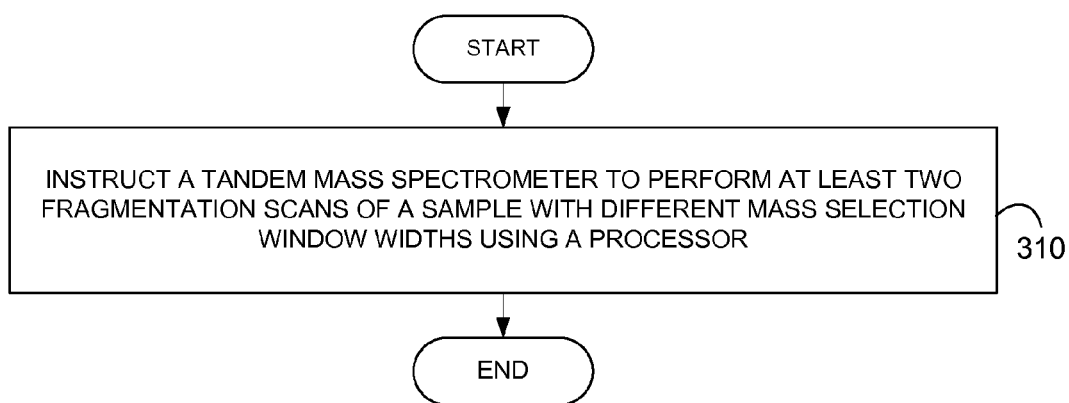 START
INSTRUCT A TANDEM MASS SPECTROMETER TO PERFORM AT LEAST TWO
FRAGMENTATION SCANS OF A SAMPLE WITH DIFFERENT MASS SELECTION
WINDOW WIDTHS USING A PROCESSOR
310
END